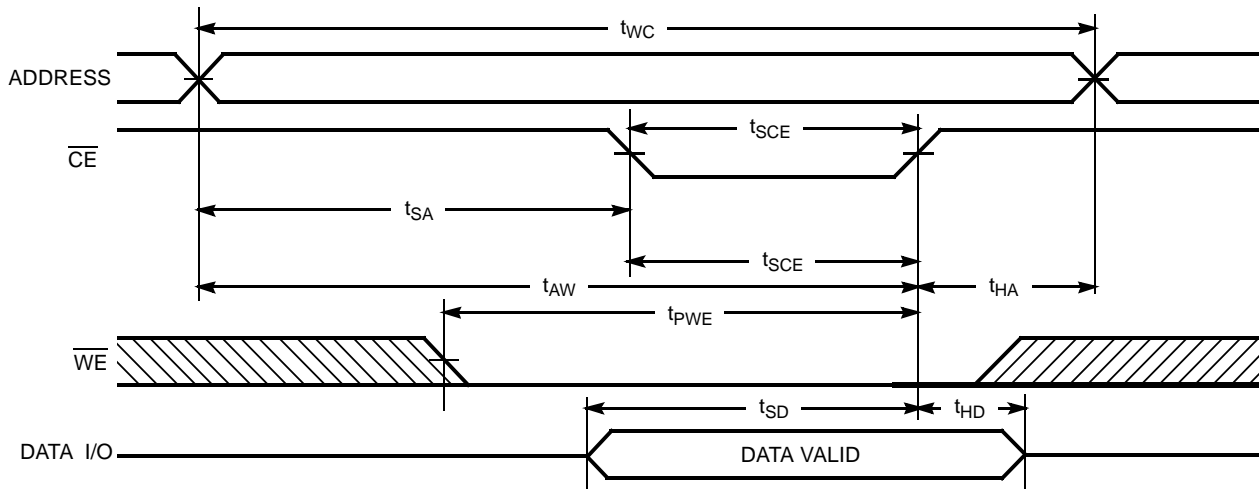 tWC
ADDRESS
tSCE
CE
tSA
tSCE
tAW
tHA
tPWE
WE
tSD
tHD
DATA I/O
DATA VALID